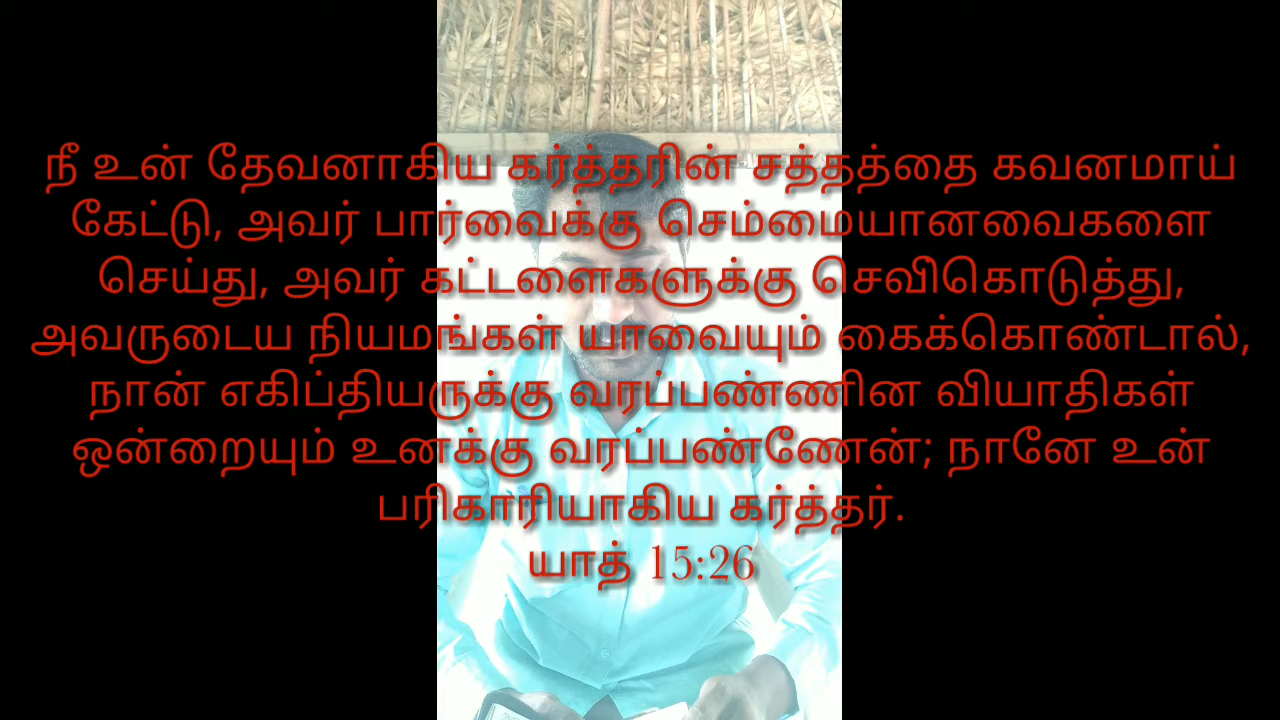 நீ உன் தேவனாகிய கர்த்தரின் சத்தத்தை கவனமாய்
கேட்டு, அவர் பார்வைக்கு செம்மையானவைகளை
செய்து, அவர் கட்டளைகளுக்கு செவிகொடுத்து,
அவருடைய நியமங்கள் யாவையும் கைக்கொண்டால்,
நான் எகிப்தியருக்கு வரப்பண்ணின வியாதிகள்
ஒன்றையும் உனக்கு வரப்பண்ணேன்; நானே உன்
பரிகாரியாகிய கர்த்தர்.
யாத் 15:26